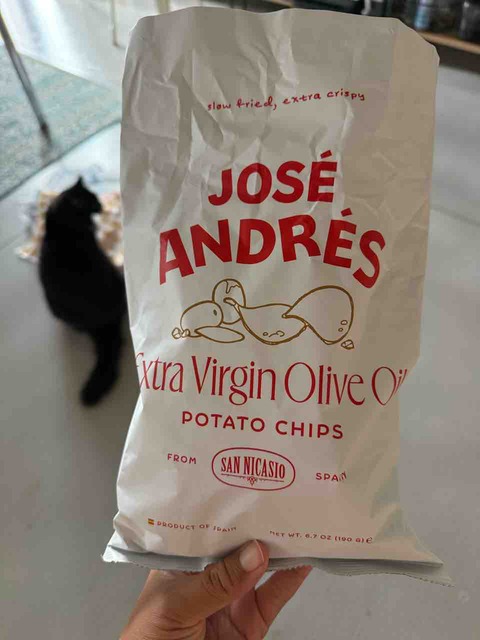 slow fried, extra crispy
JOSÉ
ANDRÉS
Extra Virgin Olive Oil
POTATO CHIPS
FROM
SAN NICASIO
SPAIN
PRODUCT OF SPAIN
NET WT. 6.7 OZ (190 G) e